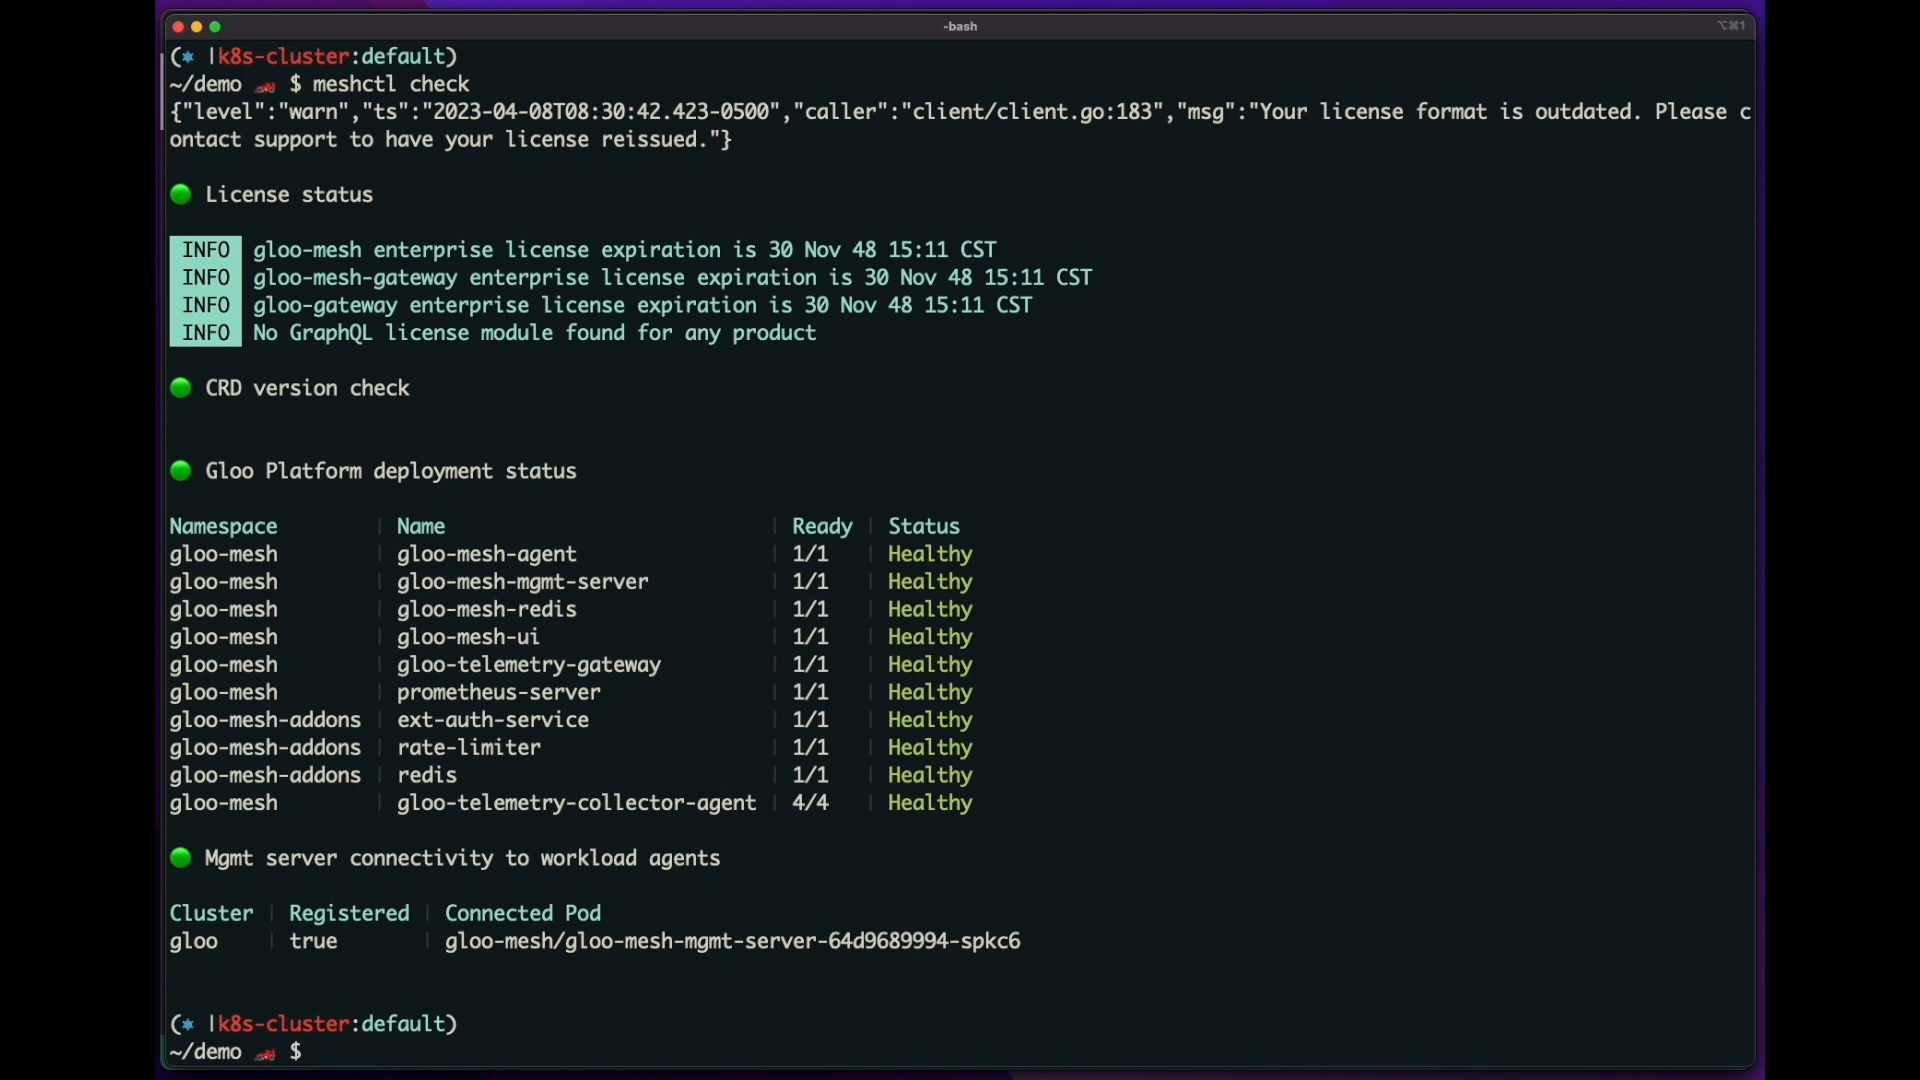 -bash
⌥⌘1
(⎈ |k8s-cluster:default)
~/demo 🏎️ $ meshctl check
{"level":"warn","ts":"2023-04-08T08:30:42.423-0500","caller":"client/client.go:183","msg":"Your license format is outdated. Please c
ontact support to have your license reissued."}
License status
INFO gloo-mesh enterprise license expiration is 30 Nov 48 15:11 CST
INFO gloo-mesh-gateway enterprise license expiration is 30 Nov 48 15:11 CST
INFO gloo-gateway enterprise license expiration is 30 Nov 48 15:11 CST
INFO No GraphQL license module found for any product
CRD version check
Gloo Platform deployment status
Namespace | Name | Ready | Status
gloo-mesh | gloo-mesh-agent | 1/1 | Healthy
gloo-mesh | gloo-mesh-mgmt-server | 1/1 | Healthy
gloo-mesh | gloo-mesh-redis | 1/1 | Healthy
gloo-mesh | gloo-mesh-ui | 1/1 | Healthy
gloo-mesh | gloo-telemetry-gateway | 1/1 | Healthy
gloo-mesh | prometheus-server | 1/1 | Healthy
gloo-mesh-addons | ext-auth-service | 1/1 | Healthy
gloo-mesh-addons | rate-limiter | 1/1 | Healthy
gloo-mesh-addons | redis | 1/1 | Healthy
gloo-mesh | gloo-telemetry-collector-agent | 4/4 | Healthy
Mgmt server connectivity to workload agents
Cluster | Registered | Connected Pod
gloo | true | gloo-mesh/gloo-mesh-mgmt-server-64d9689994-spkc6
(⎈ |k8s-cluster:default)
~/demo 🏎️ $